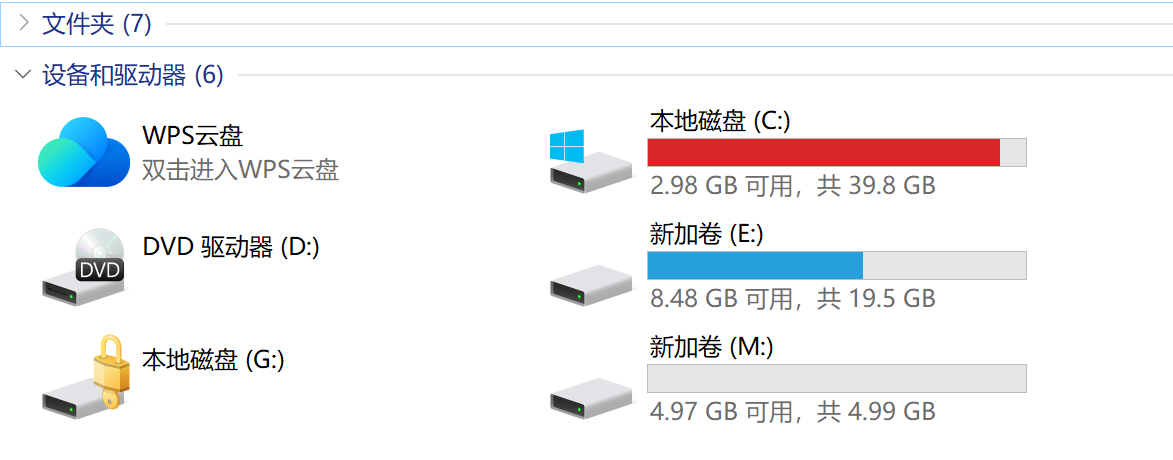 文件夹 (7)
设备和驱动器 (6)
WPS云盘
双击进入WPS云盘
本地磁盘 (C:)
2.98 GB 可用，共 39.8 GB
DVD 驱动器 (D:)
DVD
新加卷 (E:)
8.48 GB 可用，共 19.5 GB
本地磁盘 (G:)
新加卷 (M:)
4.97 GB 可用，共 4.99 GB